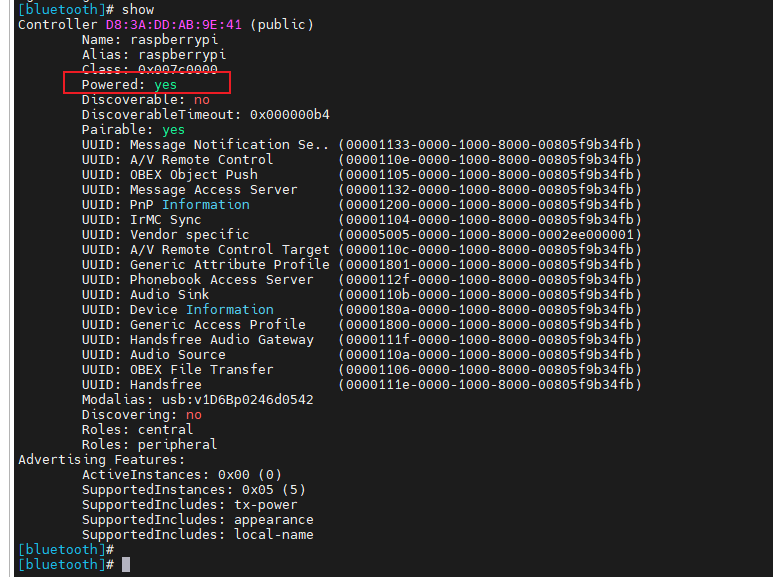 [bluetooth]# show
Controller D8:3A:DD:AB:9E:41 (public)
Name: raspberrypi
Alias: raspberrypi
Class: 0x007c0000
Powered: yes
Discoverable: no
DiscoverableTimeout: 0x000000b4
Pairable: yes
UUID: Message Notification Se.. (00001133-0000-1000-8000-00805f9b34fb)
UUID: A/V Remote Control (0000110e-0000-1000-8000-00805f9b34fb)
UUID: OBEX Object Push (00001105-0000-1000-8000-00805f9b34fb)
UUID: Message Access Server (00001132-0000-1000-8000-00805f9b34fb)
UUID: PnP Information (00001200-0000-1000-8000-00805f9b34fb)
UUID: IrMC Sync (00001104-0000-1000-8000-00805f9b34fb)
UUID: Vendor specific (00005005-0000-1000-8000-0002ee000001)
UUID: A/V Remote Control Target (0000110c-0000-1000-8000-00805f9b34fb)
UUID: Generic Attribute Profile (00001801-0000-1000-8000-00805f9b34fb)
UUID: Phonebook Access Server (0000112f-0000-1000-8000-00805f9b34fb)
UUID: Audio Sink (0000110b-0000-1000-8000-00805f9b34fb)
UUID: Device Information (0000180a-0000-1000-8000-00805f9b34fb)
UUID: Generic Access Profile (00001800-0000-1000-8000-00805f9b34fb)
UUID: Handsfree Audio Gateway (0000111f-0000-1000-8000-00805f9b34fb)
UUID: Audio Source (0000110a-0000-1000-8000-00805f9b34fb)
UUID: OBEX File Transfer (00001106-0000-1000-8000-00805f9b34fb)
UUID: Handsfree (0000111e-0000-1000-8000-00805f9b34fb)
Modalias: usb:v1D6Bp0246d0542
Discovering: no
Roles: central
Roles: peripheral
Advertising Features:
ActiveInstances: 0x00 (0)
SupportedInstances: 0x05 (5)
SupportedIncludes: tx-power
SupportedIncludes: appearance
SupportedIncludes: local-name
[bluetooth]#
[bluetooth]#